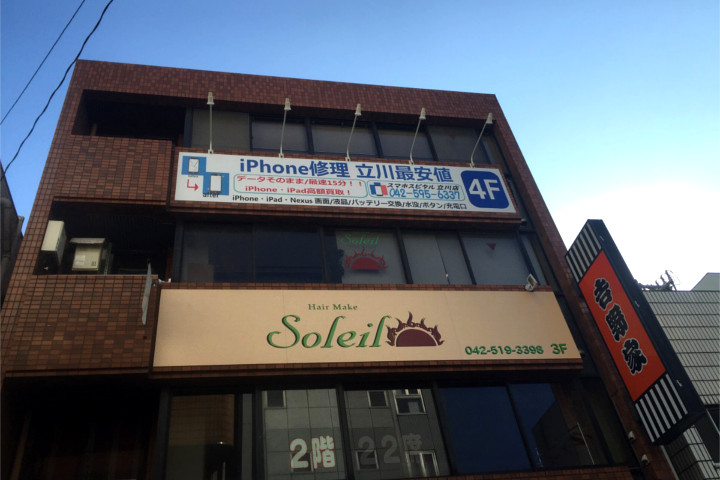 iPhone修理 立川最安値
データそのまま/最速15分！！
iPhone・iPad高額買取！
after
スマホスピタル 立川店
042-595-6337
4F
iPhone・iPad・Nexus 画面/液晶/バッテリー交換/水没/ボタン/充電口
Soleil
Hair Make
Soleil
042-519-3398 3F
吉野家
2階